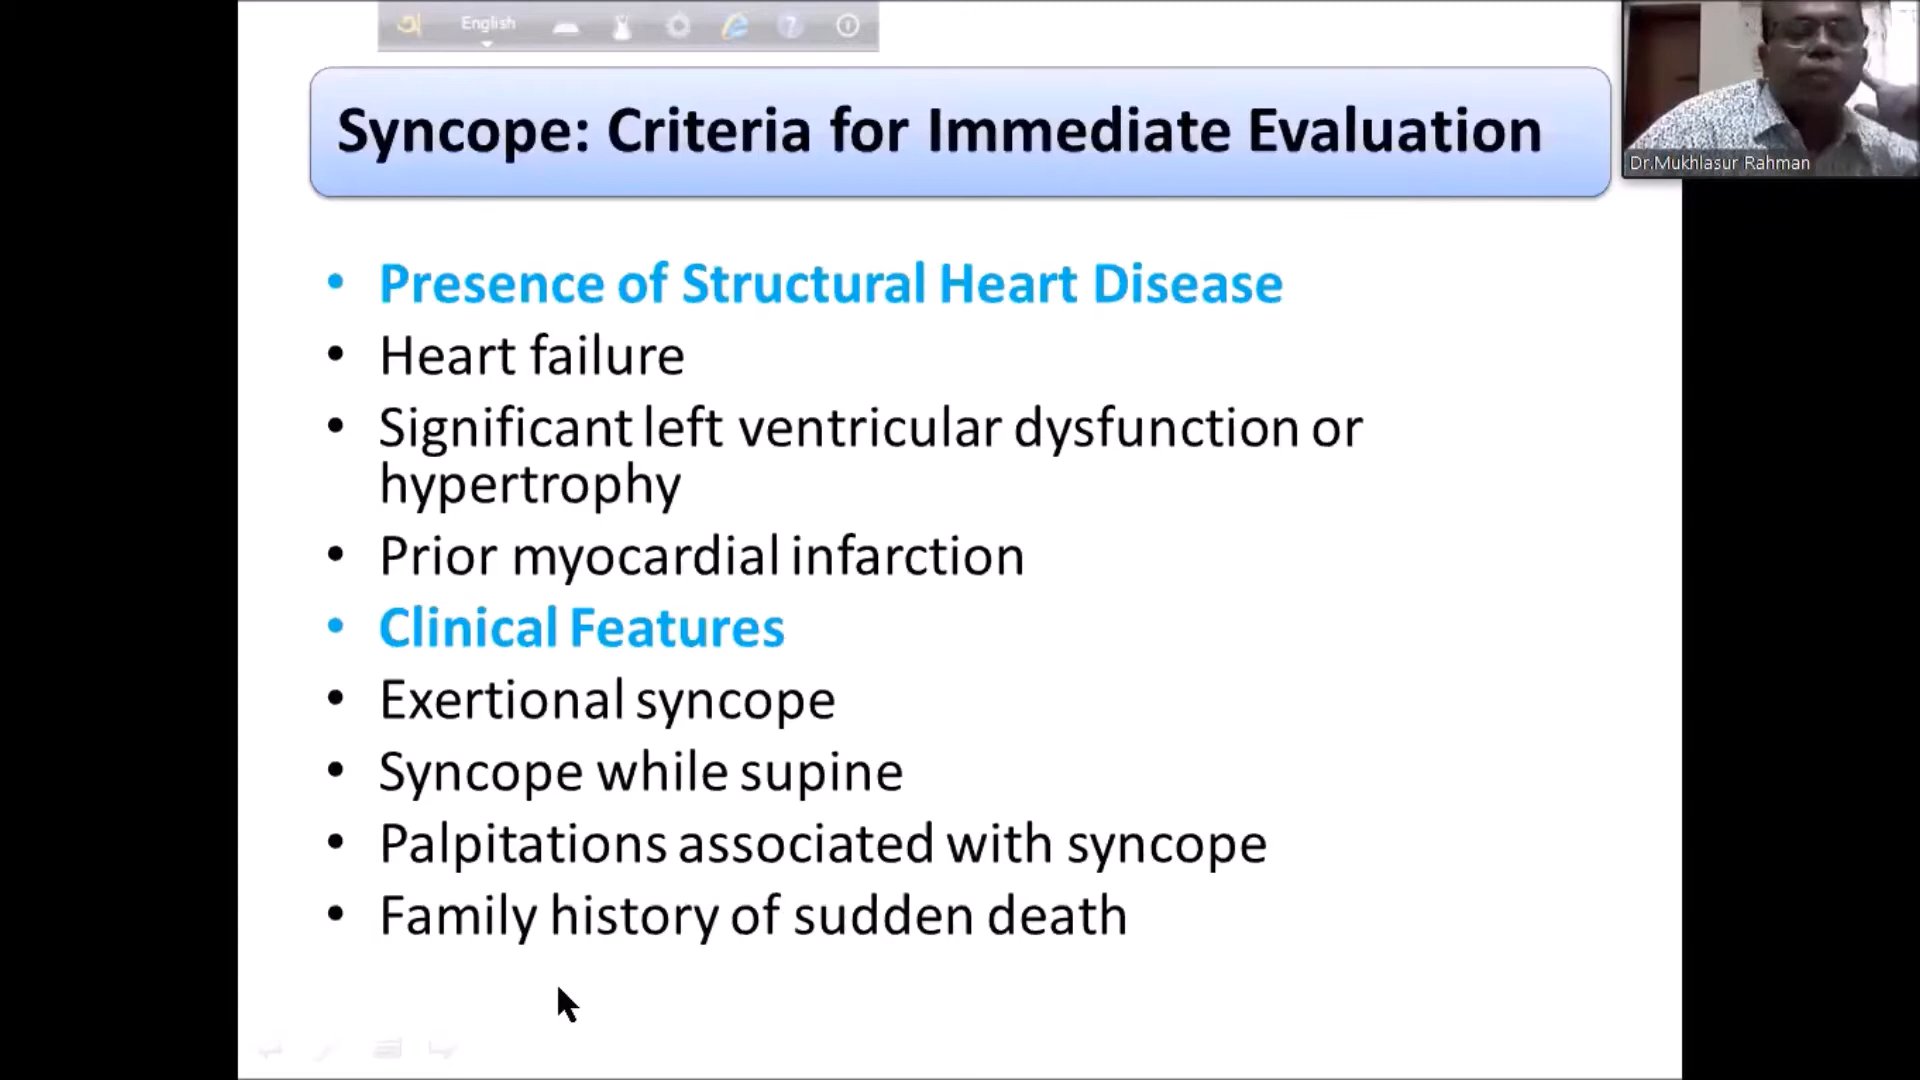 English
Syncope: Criteria for Immediate Evaluation
Dr.Mukhlasur Rahman
• Presence of Structural Heart Disease
• Heart failure
• Significant left ventricular dysfunction or
hypertrophy
• Prior myocardial infarction
• Clinical Features
• Exertional syncope
• Syncope while supine
• Palpitations associated with syncope
• Family history of sudden death